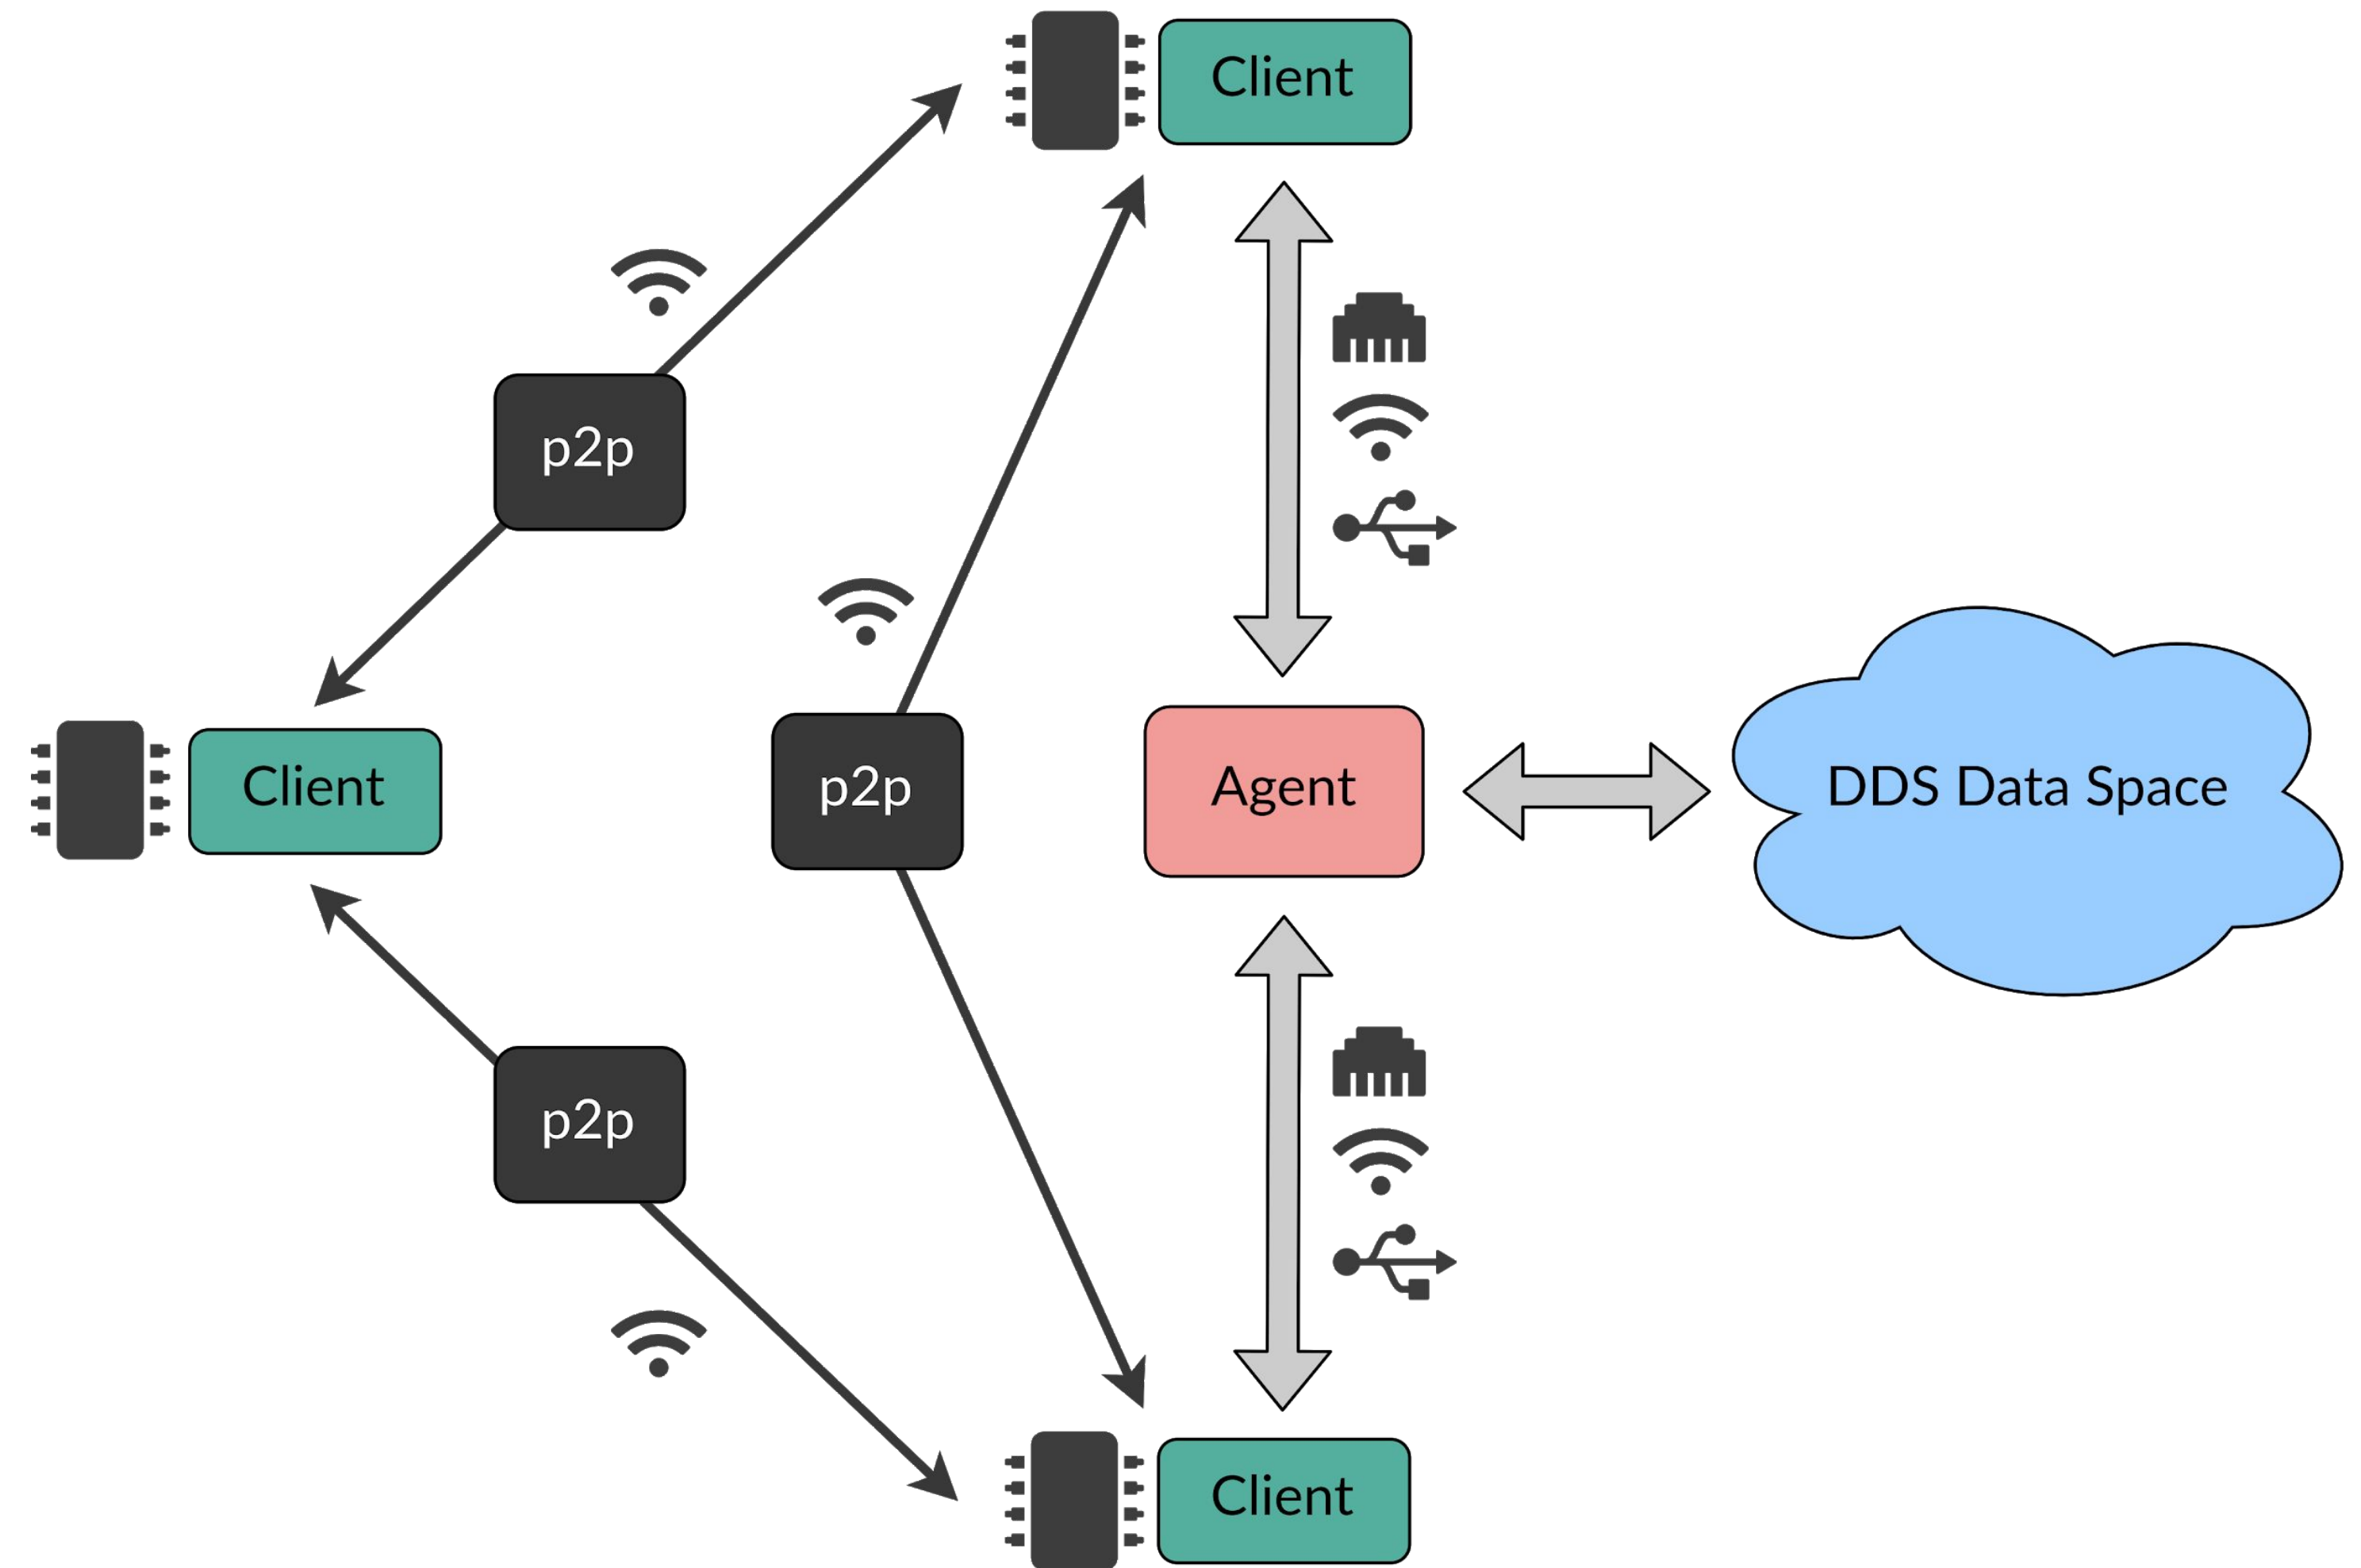 Client
p2p
Client
p2p
Agent
DDS Data Space
p2p
Client